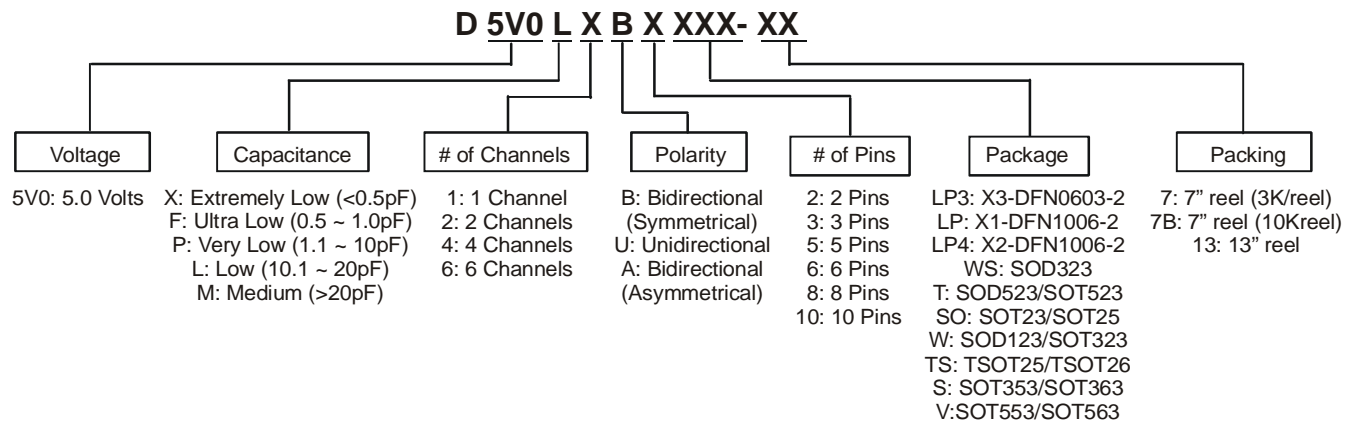 D 5V0 L X B X XXX- XX
Voltage
5V0: 5.0 Volts
Capacitance
X: Extremely Low (<0.5pF)
F: Ultra Low (0.5 ~ 1.0pF)
P: Very Low (1.1 ~ 10pF)
L: Low (10.1 ~ 20pF)
M: Medium (>20pF)
# of Channels
1: 1 Channel
2: 2 Channels
4: 4 Channels
6: 6 Channels
Polarity
B: Bidirectional
(Symmetrical)
U: Unidirectional
A: Bidirectional
(Asymmetrical)
# of Pins
2: 2 Pins
3: 3 Pins
5: 5 Pins
6: 6 Pins
8: 8 Pins
10: 10 Pins
Package
LP3: X3-DFN0603-2
LP: X1-DFN1006-2
LP4: X2-DFN1006-2
WS: SOD323
T: SOD523/SOT523
SO: SOT23/SOT25
W: SOD123/SOT323
TS: TSOT25/TSOT26
S: SOT353/SOT363
V:SOT553/SOT563
Packing
7: 7” reel (3K/reel)
7B: 7” reel (10Kreel)
13: 13” reel